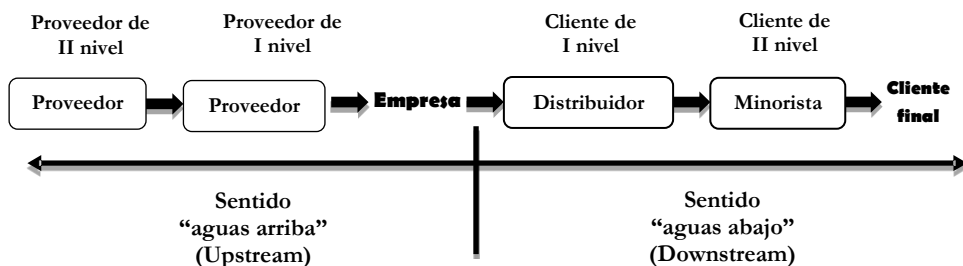 Proveedor de
II nivel
Proveedor de
I nivel
Cliente de
I nivel
Cliente de
II nivel
Proveedor
Proveedor
Empresa
Distribuidor
Minorista
Cliente
final
Sentido
“aguas arriba”
(Upstream)
Sentido
“aguas abajo”
(Downstream)